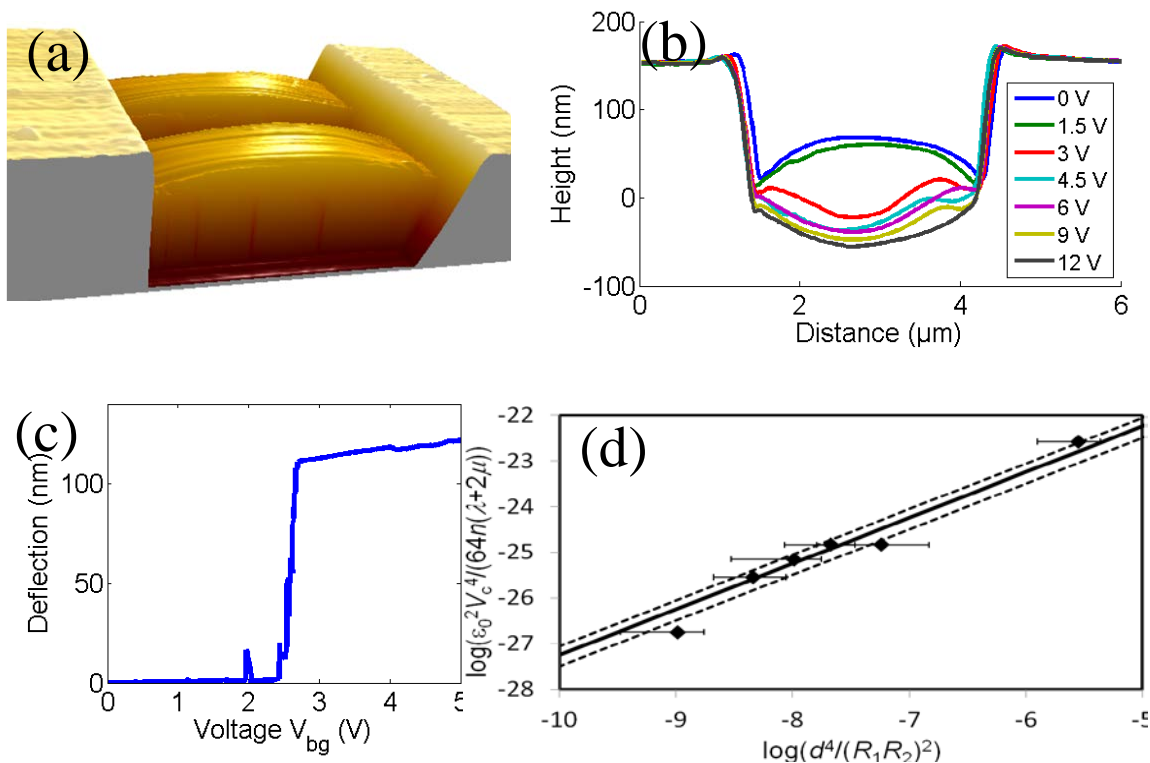 (a)
(b)
200
100
0
-100
Height (nm)
0 2 4 6
Distance (µm)
0 V
1.5 V
3 V
4.5 V
6 V
9 V
12 V
(c)
100
50
0
Deflection (nm)
0 1 2 3 4 5
Voltage V_bg (V)
(d)
-22
-23
-24
-25
-26
-27
-28
log(ε₀²V_c⁴/(64n(λ+2μ))
-10 -9 -8 -7 -6 -5
log(d⁴/(R₁R₂)²)